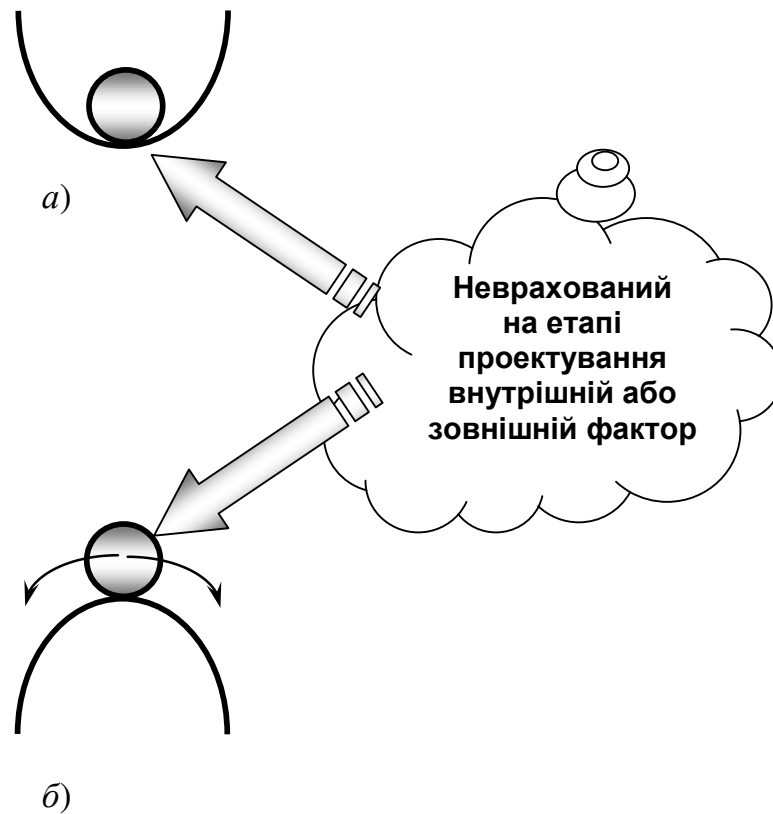 а)
Неврахований
на етапі
проектування
внутрішній або
зовнішній фактор
б)